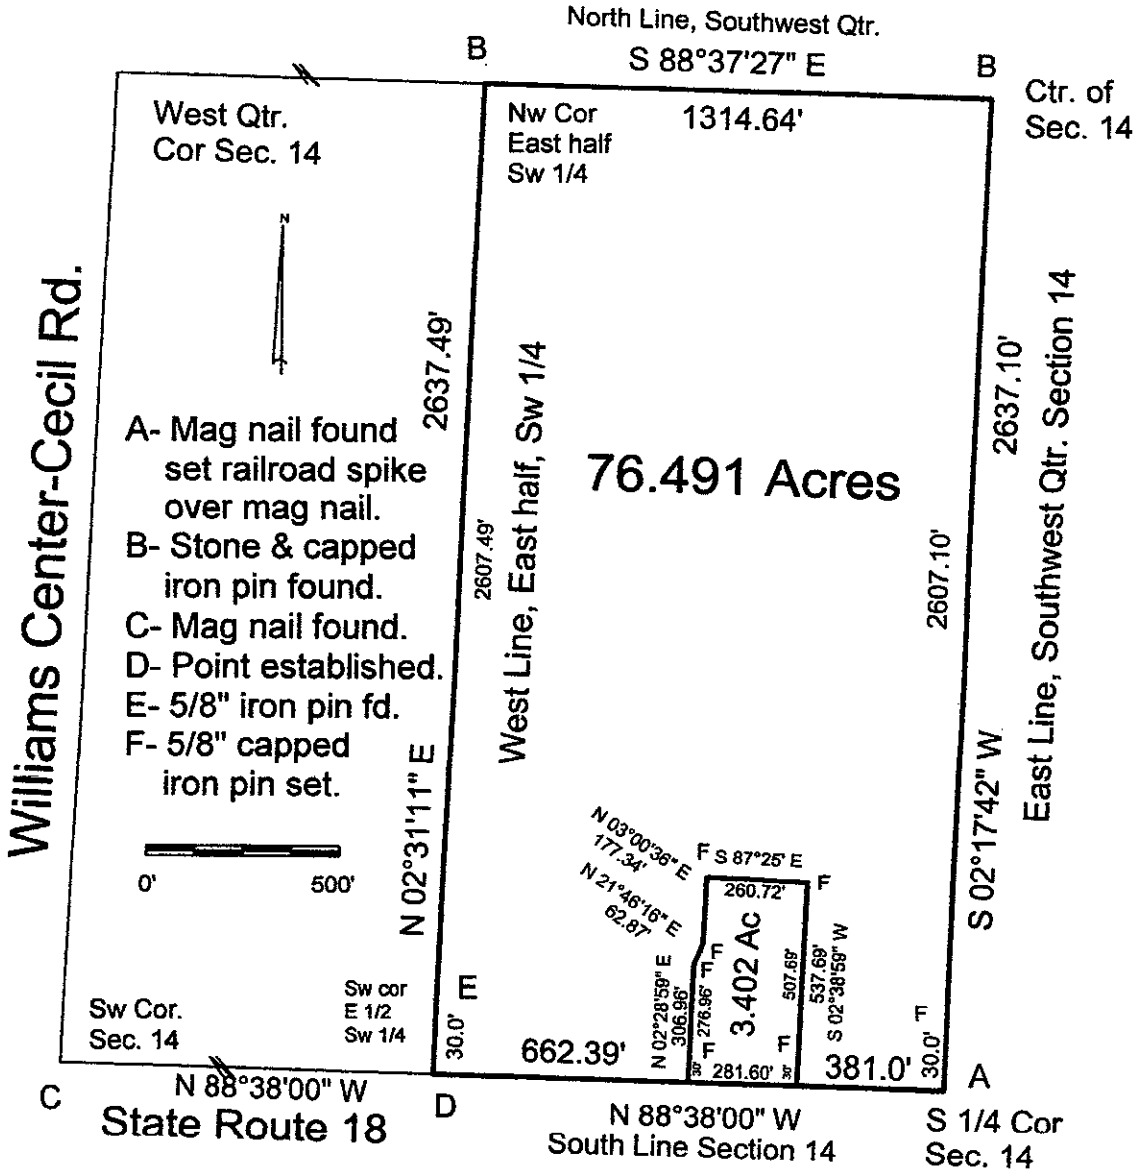 North Line, Southwest Qtr.
S 88°37'27" E
B
B
Ctr. of
Sec. 14
West Qtr.
Cor Sec. 14
Nw Cor
East half
Sw 1/4
1314.64'
N
Williams Center-Cecil Rd.
2637.49'
2607.49'
West Line, East half, Sw 1/4
N 02°31'11" E
76.491 Acres
2637.10'
2607.10'
East Line, Southwest Qtr. Section 14
S 02°17'42" W
A- Mag nail found
set railroad spike
over mag nail.
B- Stone & capped
iron pin found.
C- Mag nail found.
D- Point established.
E- 5/8" iron pin fd.
F- 5/8" capped
iron pin set.
0'
500'
N 03°00'36" E
177.34'
N 21°46'16" E
62.87'
F
S 87°25' E
F
260.72'
3.402 Ac
F
F
N 02°28'59" E
306.96'
276.96'
F
507.69'
537.69'
S 02°38'59" W
F
F
Sw Cor.
Sec. 14
Sw cor
E 1/2
Sw 1/4
E
30.0'
662.39'
30'
281.60'
30'
381.0'
30.0'
A
C
N 88°38'00" W
State Route 18
D
N 88°38'00" W
South Line Section 14
S 1/4 Cor
Sec. 14